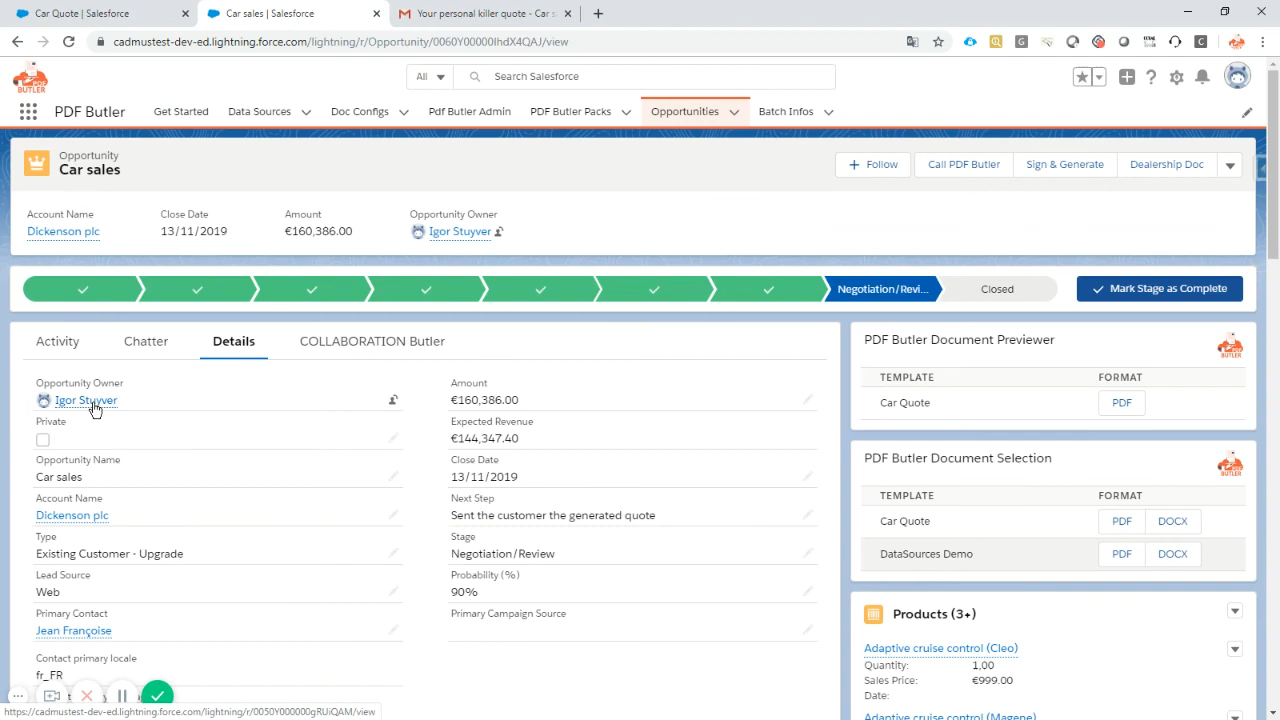 Car Quote | Salesforce
Car sales | Salesforce
Your personal killer quote - Car s
cadmustest-dev-ed.lightning.force.com/lightning/r/Opportunity/0060Y00000IhdX4QAJ/view
PDF BUTLER
All
Search Salesforce
PDF Butler
Get Started
Data Sources
Doc Configs
Pdf Butler Admin
PDF Butler Packs
Opportunities
Batch Infos
Opportunity
Car sales
Follow
Call PDF Butler
Sign & Generate
Dealership Doc
Account Name
Close Date
Amount
Opportunity Owner
Dickenson plc
13/11/2019
€160,386.00
Igor Stuyver
Negotiation/Revi...
Closed
Mark Stage as Complete
Activity
Chatter
Details
COLLABORATION Butler
Opportunity Owner
Igor Stuyver
Private
Opportunity Name
Car sales
Account Name
Dickenson plc
Type
Existing Customer - Upgrade
Lead Source
Web
Primary Contact
Jean Françoise
Contact primary locale
fr_FR
Amount
€160,386.00
Expected Revenue
€144,347.40
Close Date
13/11/2019
Next Step
Sent the customer the generated quote
Stage
Negotiation/Review
Probability (%)
90%
Primary Campaign Source
PDF Butler Document Previewer
TEMPLATE
FORMAT
Car Quote
PDF
PDF Butler Document Selection
TEMPLATE
FORMAT
Car Quote
PDF
DOCX
DataSources Demo
PDF
DOCX
Products (3+)
Adaptive cruise control (Cleo)
Quantity:
1,00
Sales Price:
€999.00
Date:
Adaptive cruise control (Magene)
https://cadmustest-dev-ed.lightning.force.com/lightning/r/0050Y000000gRUiQAM/view